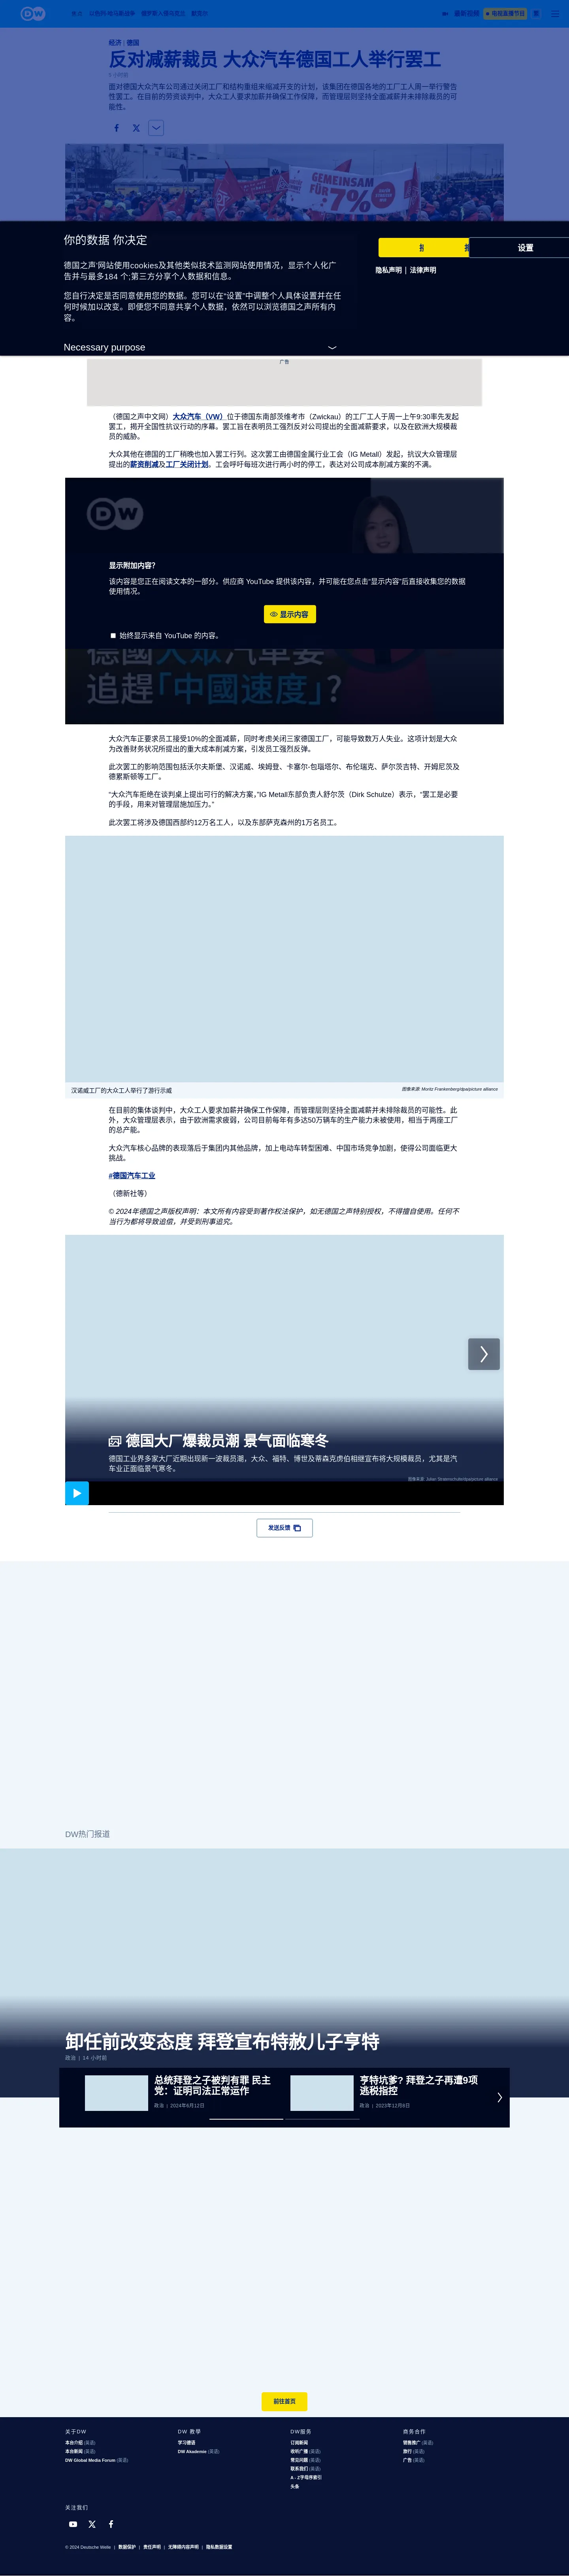 DW
焦点 以色列-哈马斯战争 俄罗斯入侵乌克兰 新冠大
最新视频
电视直播节目
经济 | 德国
反对减薪裁员 大众汽车德国工人举行罢工
面对德国大众汽车公司通过关闭工厂和结构重组来缩减开支的计划，该集团在德国各地的工厂工人周一举行警告
性罢工。在目前的劳资谈判中，大众工人要求加薪并确保工作保障，而管理层则坚持全面减薪并未排除裁员的可
能性。
GEMEINSAM
FÜR 7%
你的数据 你决定
德国之声'网站使用cookies及其他类似技术监测网站使用情况，显示个人化广
告并与最多184 个;第三方分享个人数据和信息。
您自行决定是否同意使用您的数据。您可以在“设置”中调整个人具体设置并在任
何时候加以改变。即使您不同意共享个人数据，依然可以浏览德国之声所有内
容。
Necessary purpose
设置
隐私声明 | 法律声明
广告
（德国之声中文网）大众汽车（VW）位于德国东南部茨维考市（Zwickau）的工厂工人于周一上午9:30率先发起
罢工，揭开全国性抗议行动的序幕。罢工旨在表明员工强烈反对公司提出的全面减薪要求，以及在欧洲大规模裁
员的威胁。
大众其他在德国的工厂稍晚也加入罢工行列。这次罢工由德国金属行业工会（IG Metall）发起，抗议大众管理层
提出的薪资削减及工厂关闭计划。工会呼吁每班次进行两小时的停工，表达对公司成本削减方案的不满。
DW
显示附加内容？
该内容是您正在阅读文本的一部分。供应商 YouTube 提供该内容，并可能在您点击“显示内容”后直接收集您的数据
使用情况。
显示内容
始终显示来自 YouTube 的内容。
德國大眾汽車要
追趕「中國速度」?
大众汽车正要求员工接受10%的全面减薪，同时考虑关闭三家德国工厂，可能导致数万人失业。这项计划是大众
为改善财务状况所提出的重大成本削减方案，引发员工强烈反弹。
此次罢工的影响范围包括沃尔夫斯堡、汉诺威、埃姆登、卡塞尔-包瑙塔尔、布伦瑞克、萨尔茨吉特、开姆尼茨及
德累斯顿等工厂。
“大众汽车拒绝在谈判桌上提出可行的解决方案，”IG Metall东部负责人舒尔茨（Dirk Schulze）表示，“罢工是必要
的手段，用来对管理层施加压力。”
此次罢工将涉及德国西部约12万名工人，以及东部萨克森州的1万名员工。
汉诺威工厂的大众工人举行了游行示威
图像来源: Moritz Frankenberg/dpa/picture alliance
在目前的集体谈判中，大众工人要求加薪并确保工作保障，而管理层则坚持全面减薪并未排除裁员的可能性。此
外，大众管理层表示，由于欧洲需求疲弱，公司目前每年有多达50万辆车的生产能力未被使用，相当于两座工厂
的总产能。
大众汽车核心品牌的表现落后于集团内其他品牌，加上电动车转型困难、中国市场竞争加剧，使得公司面临更大
挑战。
#德国汽车工业
（德新社等）
© 2024年德国之声版权声明：本文所有内容受到著作权法保护，如无德国之声特别授权，不得擅自使用。任何不
当行为都将导致追偿，并受到刑事追究。
德国大厂爆裁员潮 景气面临寒冬
德国工业界多家大厂近期出现新一波裁员潮，大众、福特、博世及蒂森克虏伯相继宣布将大规模裁员，尤其是汽
车业正面临景气寒冬。
图像来源: Julian Stratenschulte/dpa/picture alliance
发送反馈
DW热门报道
卸任前改变态度 拜登宣布特赦儿子亨特
政治 | 14 小时前
总统拜登之子被判有罪 民主
党：证明司法正常运作
政治 | 2024年6月12日
亨特坑爹？拜登之子再遭9项
逃税指控
政治 | 2023年12月8日
前往首页
关于DW
本台介绍 (英语)
本台新闻 (英语)
DW Global Media Forum (英语)
DW 教學
学习德语
DW Akademie (英语)
DW服务
订阅新闻
收听广播 (英语)
常见问题 (英语)
联系我们 (英语)
A - Z字母序索引
头条
商务合作
销售推广 (英语)
旅行 (英语)
广告 (英语)
关注我们
© 2024 Deutsche Welle | 数据保护 | 责任声明 | 无障碍内容声明 | 隐私数据设置